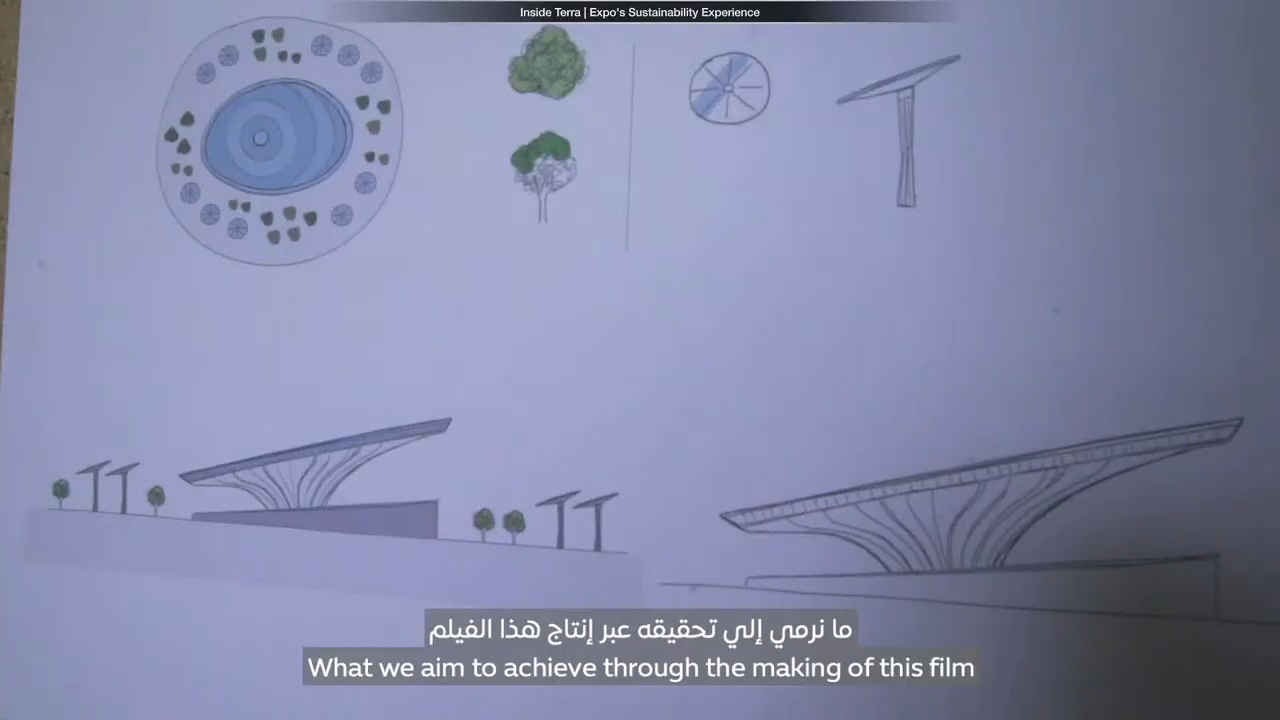 Inside Terra | Expo's Sustainability Experience
ما نرمي إلي تحقيقه عبر إنتاج هذا الفيلم
What we aim to achieve through the making of this film